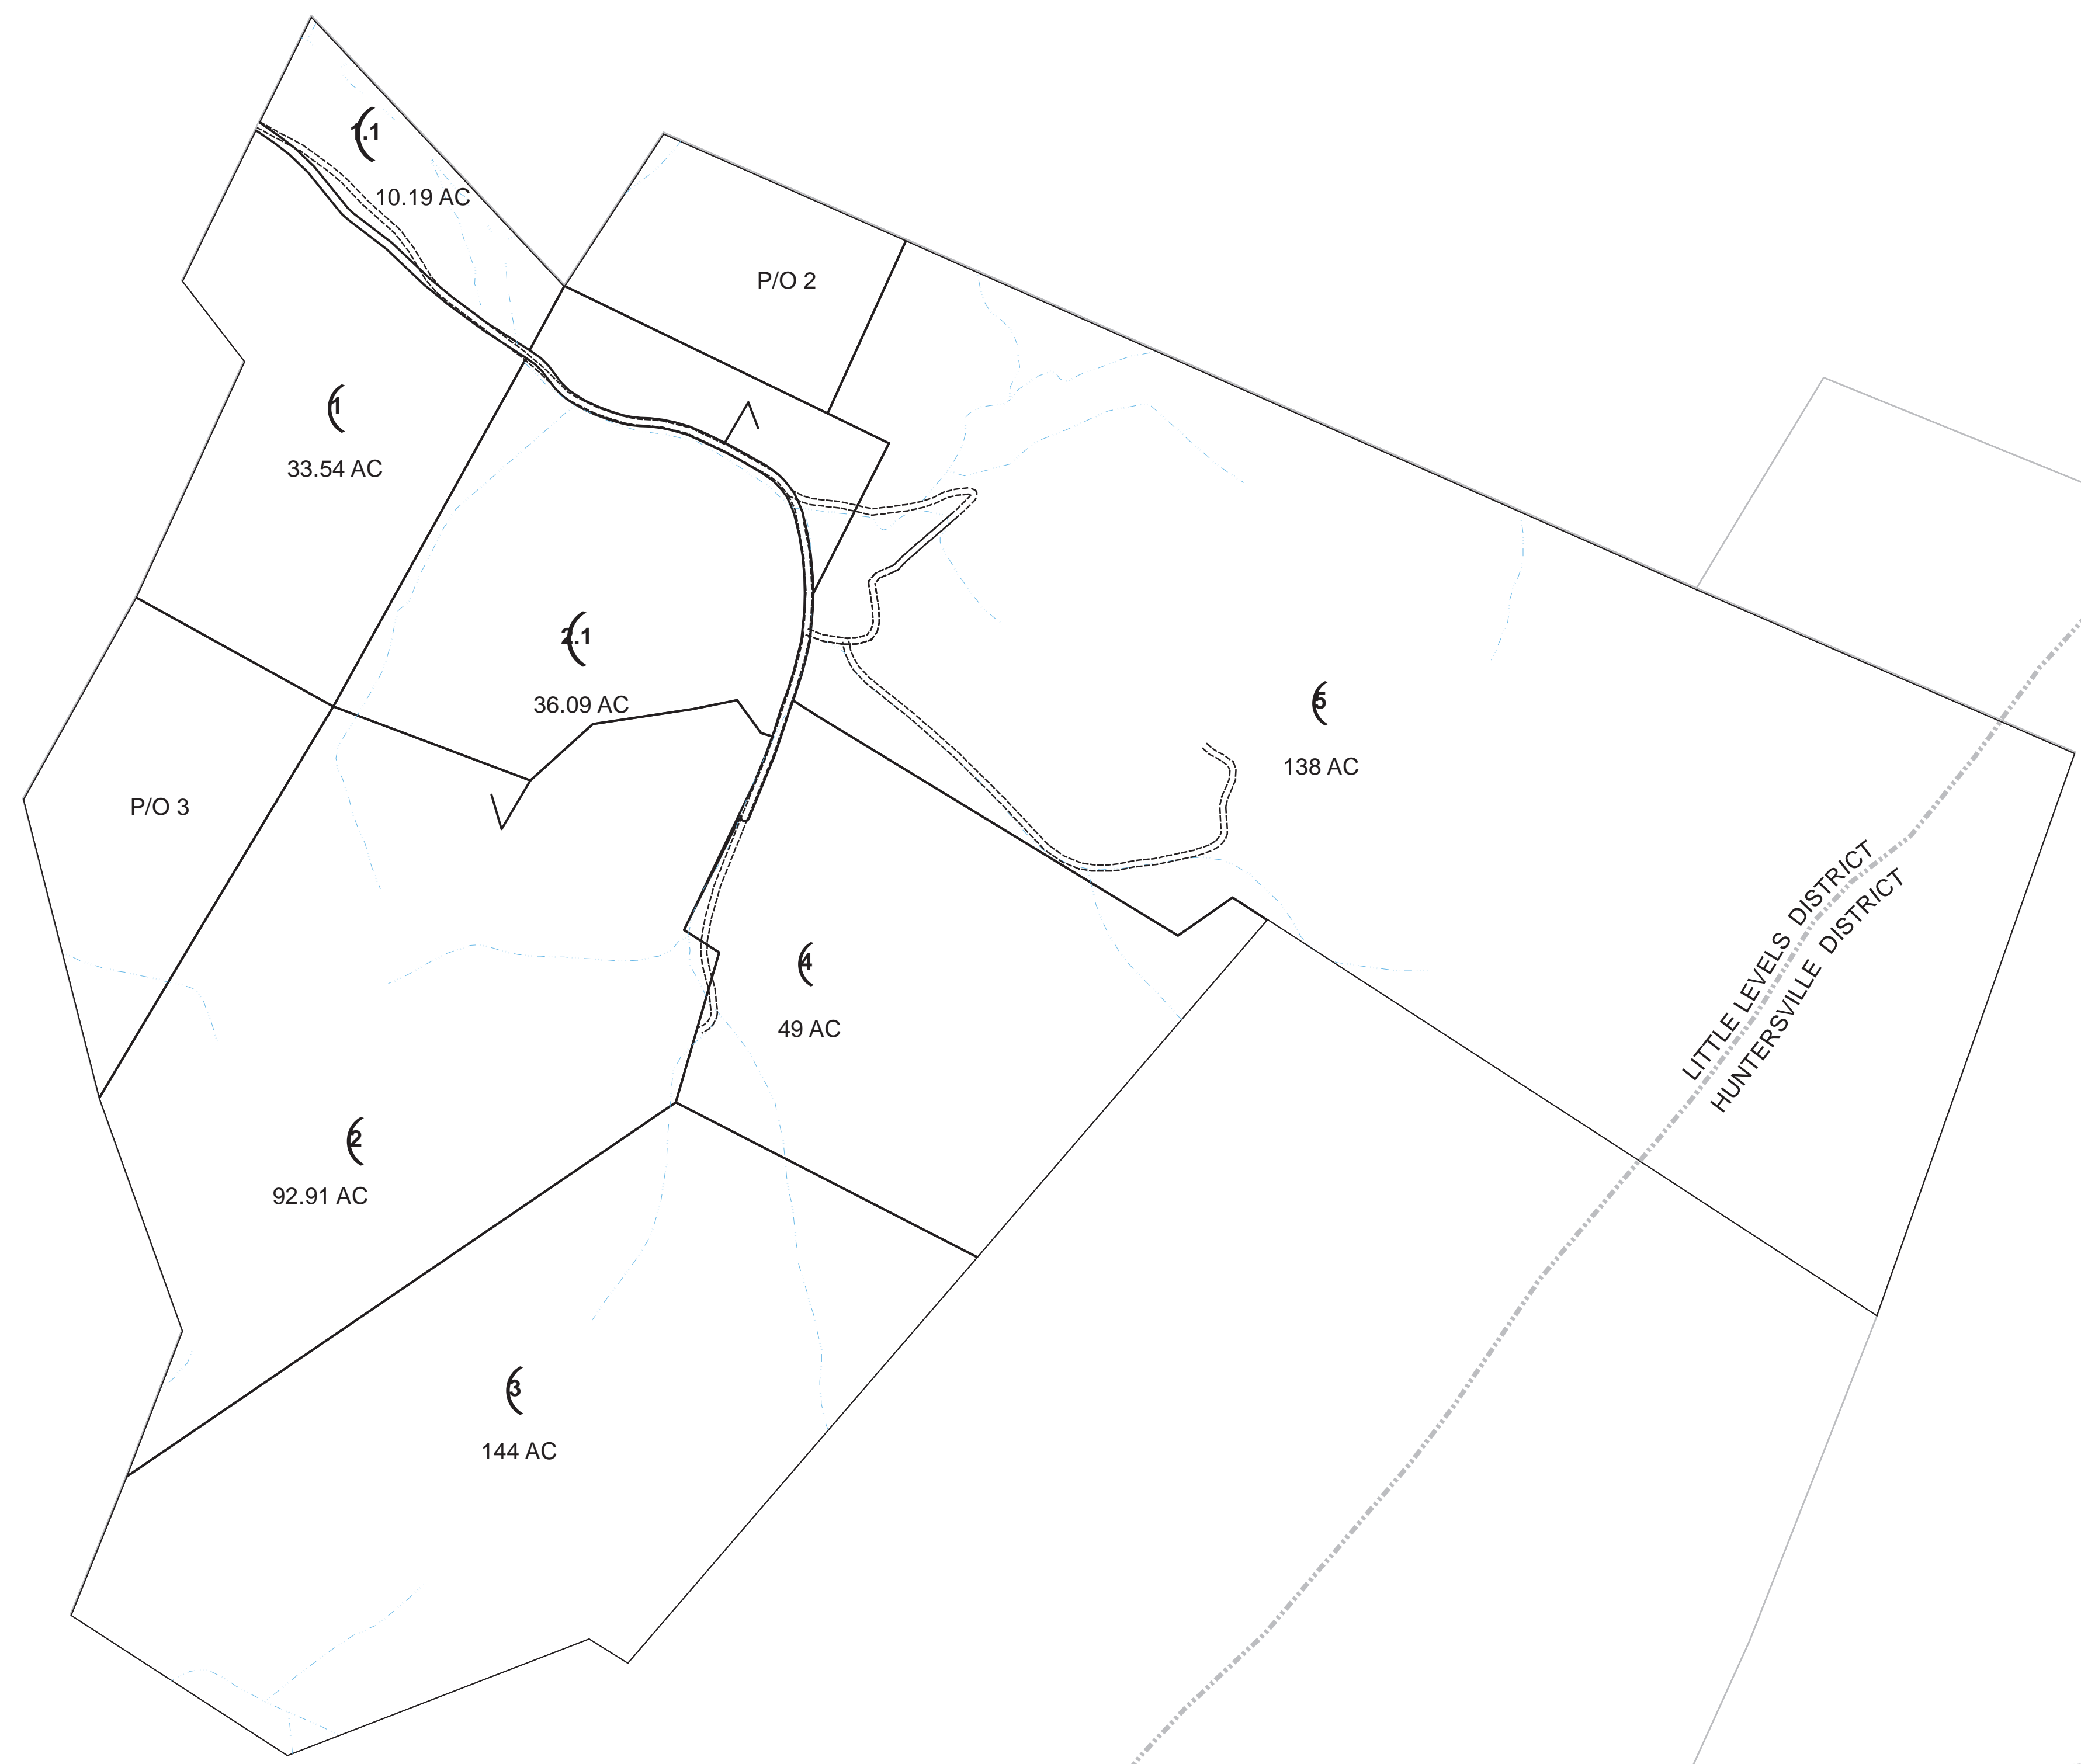 1.1
10.19 AC
P/O 2
1
33.54 AC
2.1
36.09 AC
5
138 AC
P/O 3
LITTLE LEVELS DISTRICT
HUNTERSVILLE DISTRICT
4
49 AC
2
92.91 AC
3
144 AC